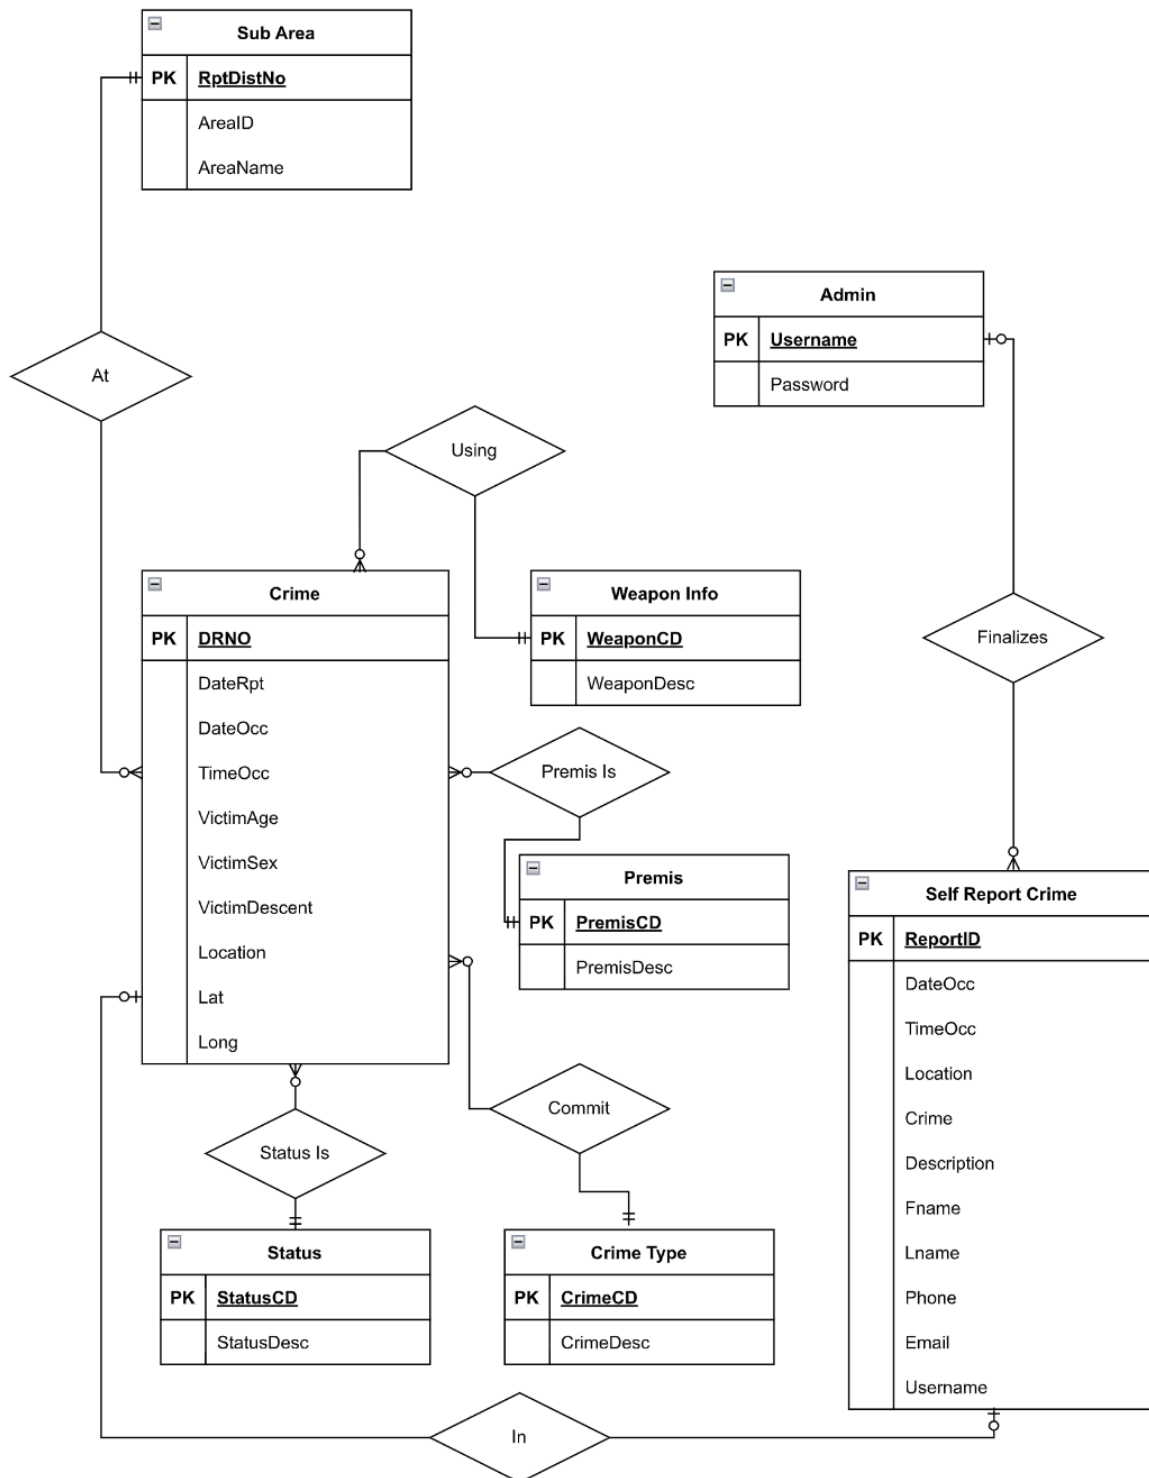 Sub Area
PK RptDistNo
AreaID
AreaName
At
Admin
PK Username
Password
Using
Finalizes
Crime
PK DRNO
DateRpt
DateOcc
TimeOcc
VictimAge
VictimSex
VictimDescent
Location
Lat
Long
Weapon Info
PK WeaponCD
WeaponDesc
Premis Is
Premis
PK PremisCD
PremisDesc
Commit
Status Is
Status
PK StatusCD
StatusDesc
Crime Type
PK CrimeCD
CrimeDesc
Self Report Crime
PK ReportID
DateOcc
TimeOcc
Location
Crime
Description
Fname
Lname
Phone
Email
Username
In